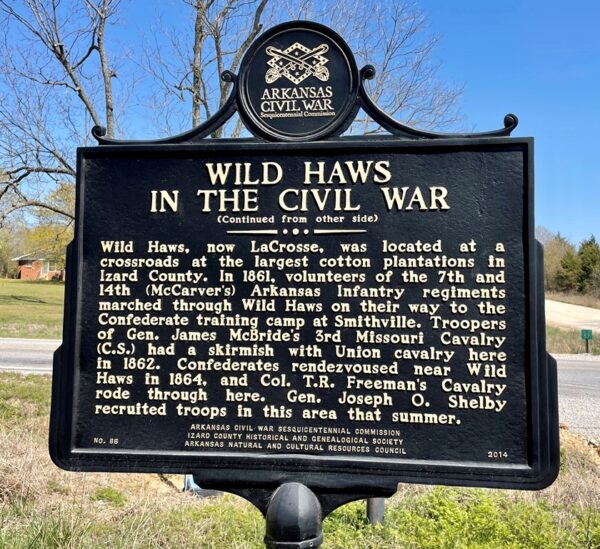 ARKANSAS
CIVIL WAR
Sesquicentennial Commission
WILD HAWS
IN THE CIVIL WAR
(Continued from other side)
Wild Haws, now LaCrosse, was located at a
crossroads at the largest cotton plantations in
Izard County. In 1861, volunteers of the 7th and
14th (McCarver's) Arkansas Infantry regiments
marched through Wild Haws on their way to the
Confederate training camp at Smithville. Troopers
of Gen. James McBride's 3rd Missouri Cavalry
(C.S.) had a skirmish with Union cavalry here
in 1862. Confederates rendezvoused near Wild
Haws in 1864, and Col. T.R. Freeman's Cavalry
rode through here. Gen. Joseph O. Shelby
recruited troops in this area that summer.
ARKANSAS CIVIL WAR SESQUICENTENNIAL COMMISSION
IZARD COUNTY HISTORICAL AND GENEALOGICAL SOCIETY
ARKANSAS NATURAL AND CULTURAL RESOURCES COUNCIL
NO. 86
2014